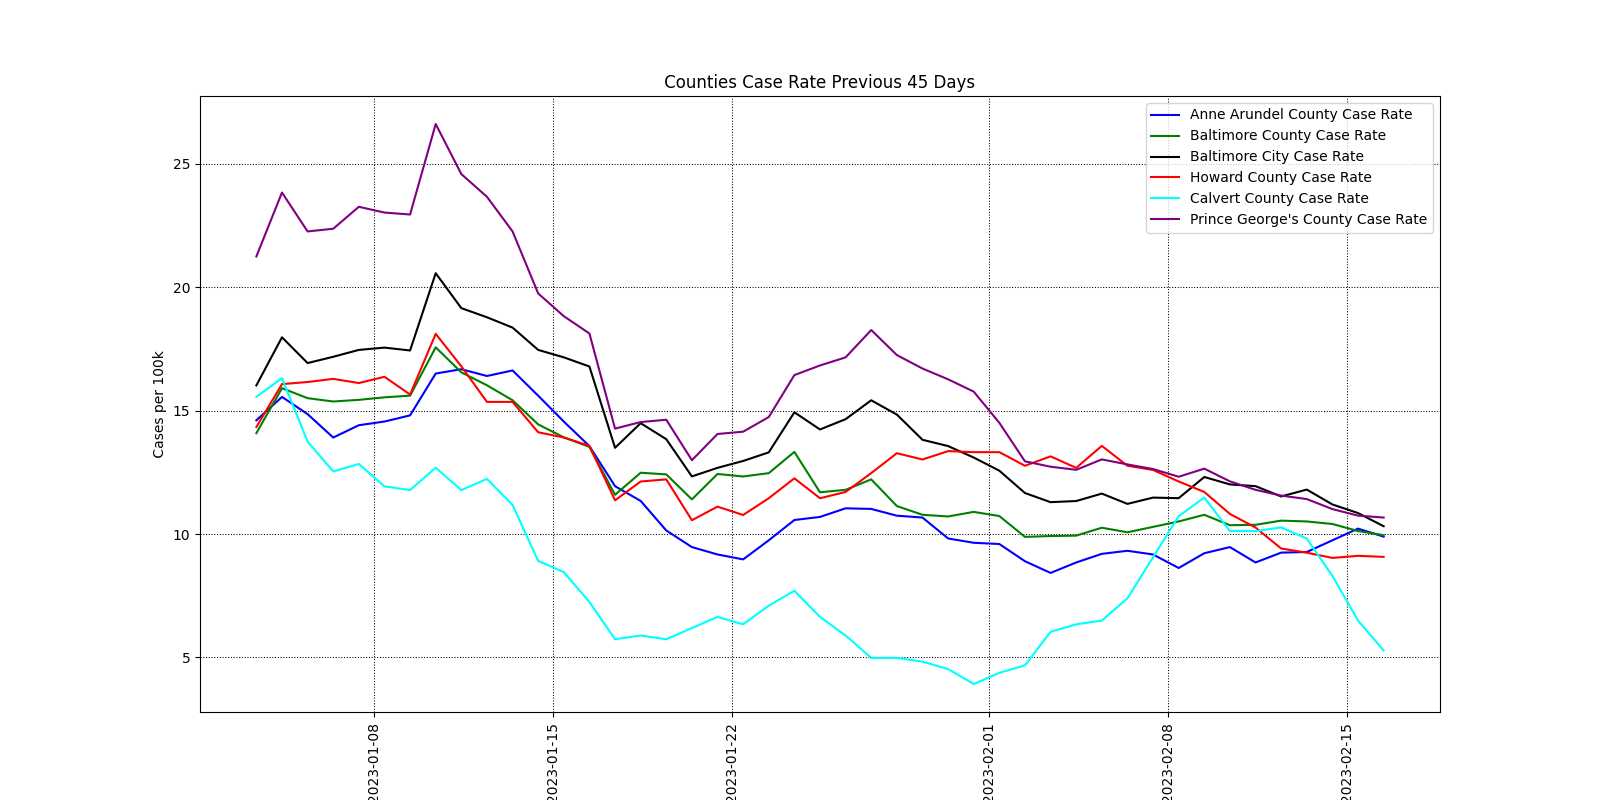 Counties Case Rate Previous 45 Days
Anne Arundel County Case Rate
Baltimore County Case Rate
Baltimore City Case Rate
Howard County Case Rate
Calvert County Case Rate
Prince George's County Case Rate
Cases per 100k
25
20
15
10
5
2023-01-08
2023-01-15
2023-01-22
2023-02-01
2023-02-08
2023-02-15